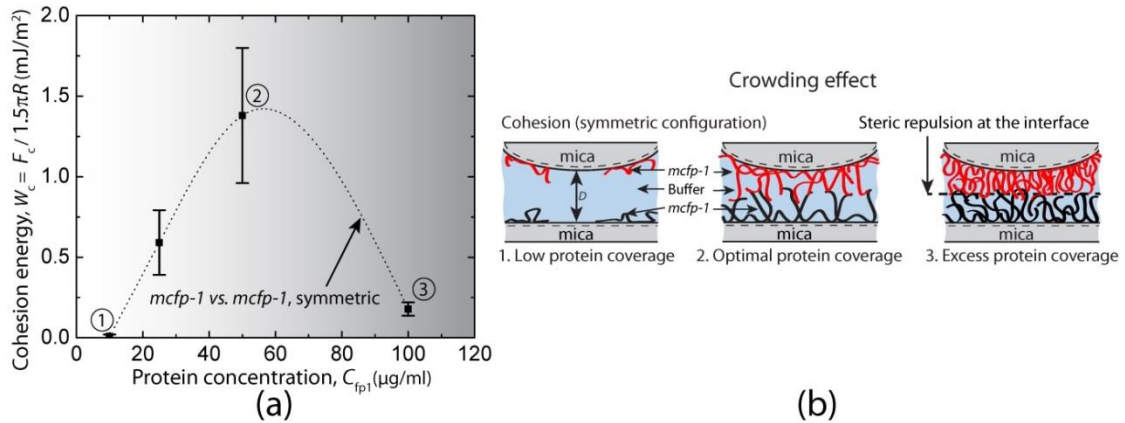 2.0
1.5
1.0
0.5
0.0
Cohesion energy, W_c = F_c / 1.5πR (mJ/m²)
1
2
3
mcfp-1 vs. mcfp-1, symmetric
0 20 40 60 80 100 120
Protein concentration, C_fp1 (µg/ml)
(a)
Crowding effect
Cohesion (symmetric configuration)
Steric repulsion at the interface
mica
mcfp-1
Buffer
mcfp-1
D
mica
1. Low protein coverage
mica
mica
2. Optimal protein coverage
mica
mica
3. Excess protein coverage
(b)